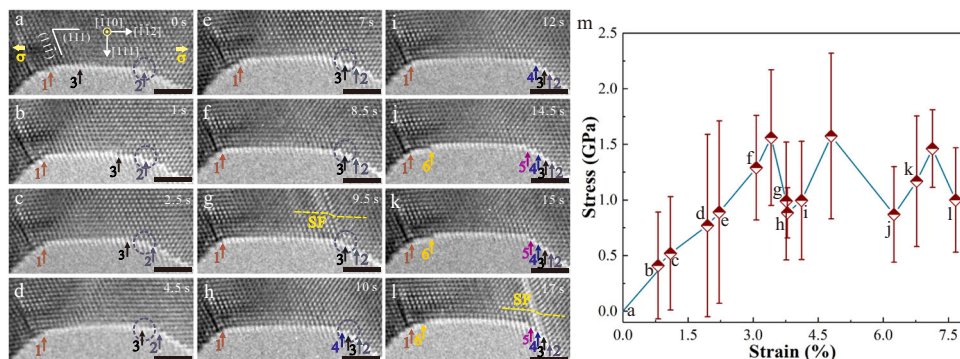 a
[1̄10]
0 s
(111)
[1̄1̄2]
[111]
σ
σ
1
3
2
b
1 s
1
3
2
c
2.5 s
1
3
2
d
4.5 s
1
3
2
e
7 s
1
3
2
f
8.5 s
1
3
2
g
9.5 s
SF
1
3
2
h
10 s
1
4
3
2
i
12 s
1
4
3
2
j
14.5 s
1
6
5
4
3
2
k
15 s
1
6
5
4
3
2
l
17 s
SF
1
6
5
4
3
2
m
Stress (GPa)
2.5
2.0
1.5
1.0
0.5
0.0
a
b
c
d
e
f
g
h
i
j
k
l
0.0 1.5 3.0 4.5 6.0 7.5
Strain (%)